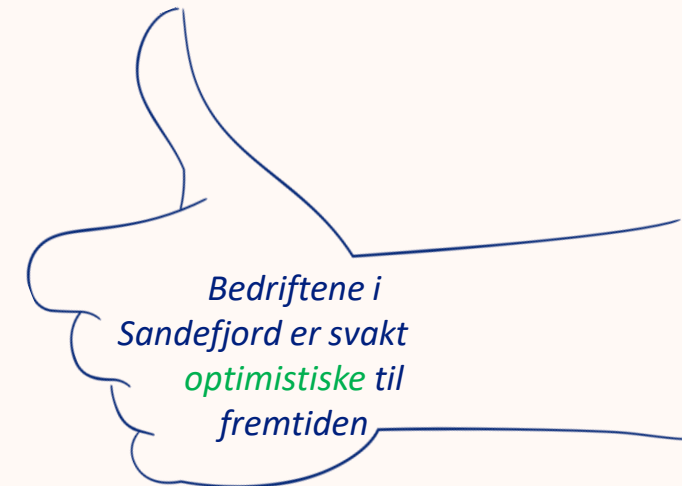 Bedriftene i
Sandefjord er svakt
optimistiske til
fremtiden